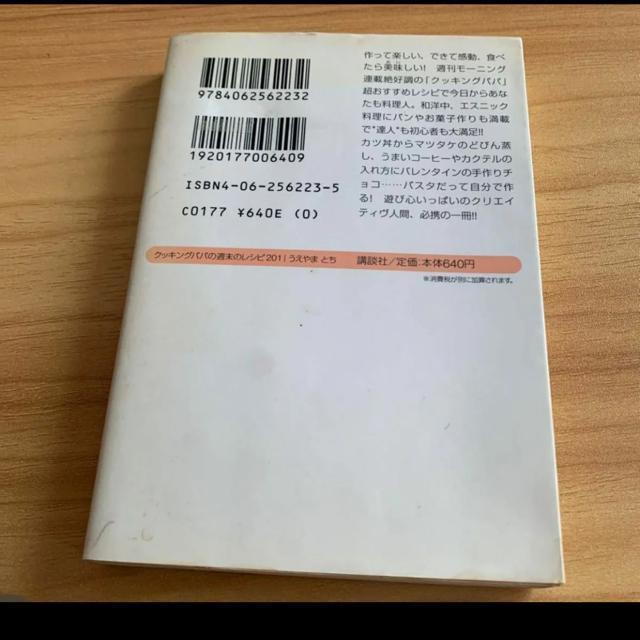 9784062562232
1920177006409
ISBN4-06-256223-5
C0177 ¥640E (0)
作って楽しい、できて感動、食べ
たら美味しい! 週刊モーニング
連載絶好調の「クッキングパパ」
超おすすめレシピで今日からあな
たも料理人。和洋中、エスニック
料理にパンやお菓子作りも満載
で“達人”も初心者も大満足!!
カツ丼からマツタケのどびん蒸
し、うまいコーヒーやカクテルの
入れ方にバレンタインの手作りチ
ョコ……パスタだって自分で作
る! 遊び心いっぱいのクリエイ
ティヴ人間、必携の一冊!!
クッキングパパの週末のレシピ201|うえやま とち 講談社/定価:本体640円
※消費税が別に加算されます。